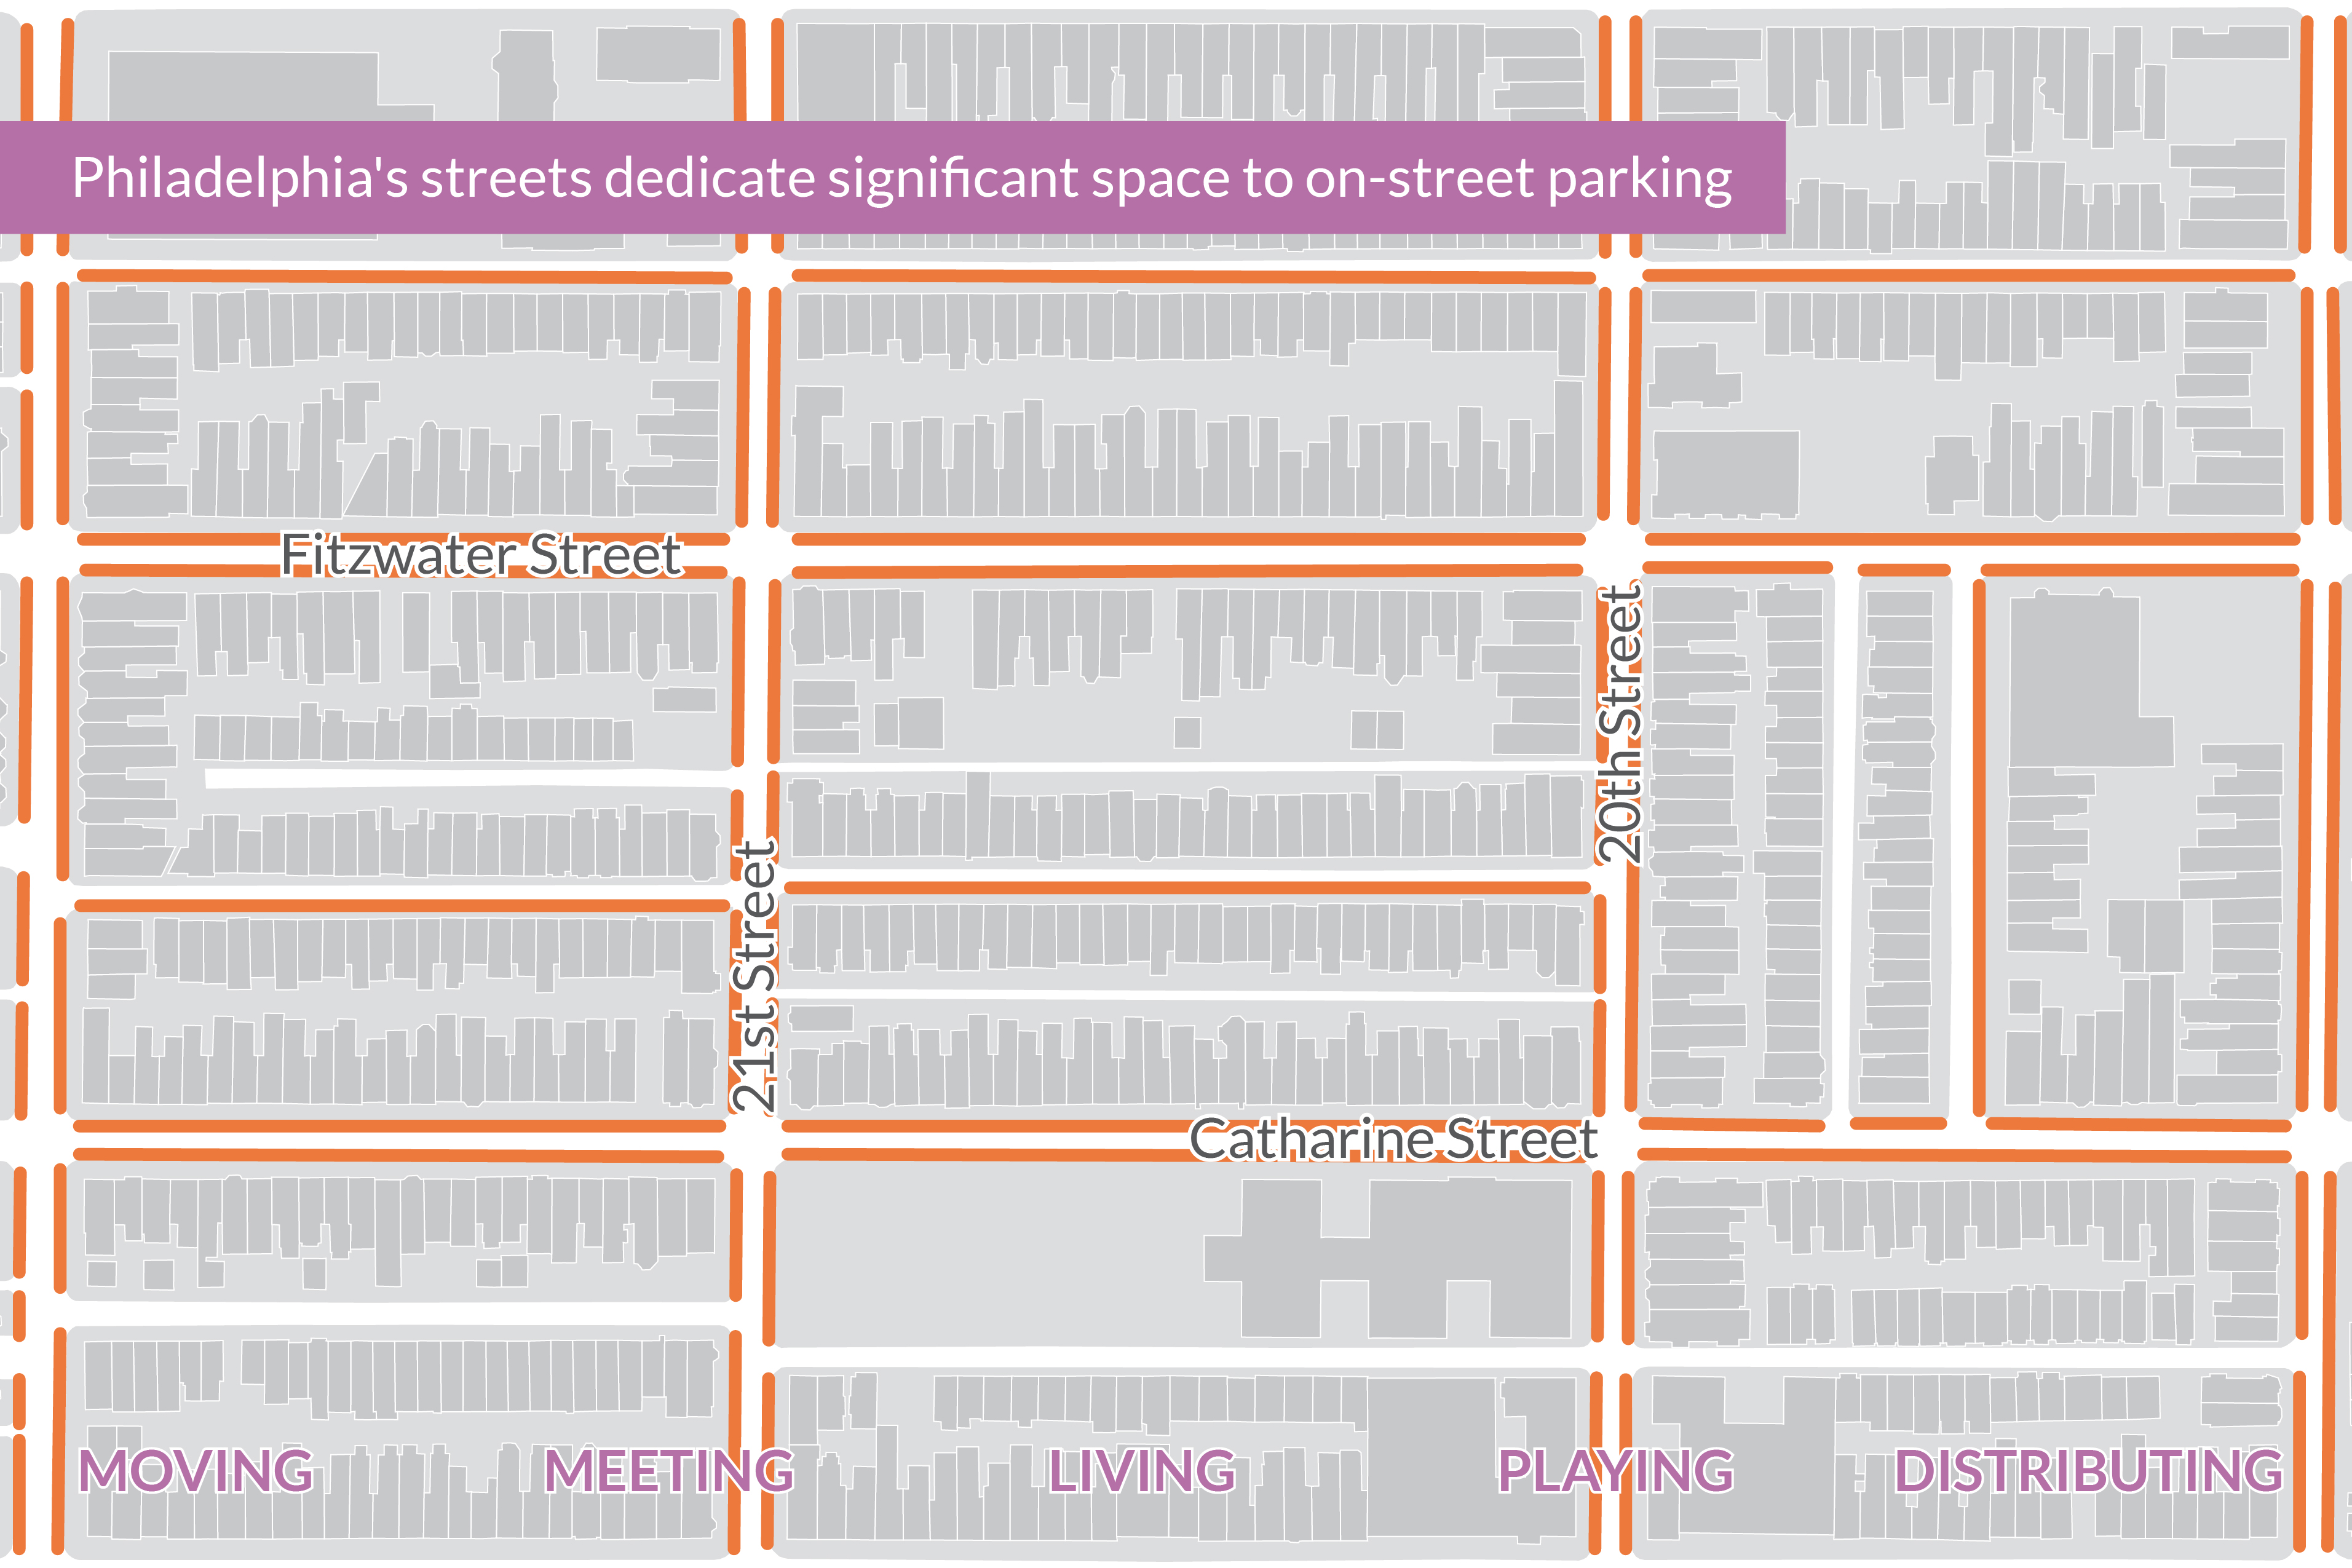 Philadelphia's streets dedicate significant space to on-street parking
Fitzwater Street
20th Street
21st Street
Catharine Street
MOVING MEETING LIVING PLAYING DISTRIBUTING